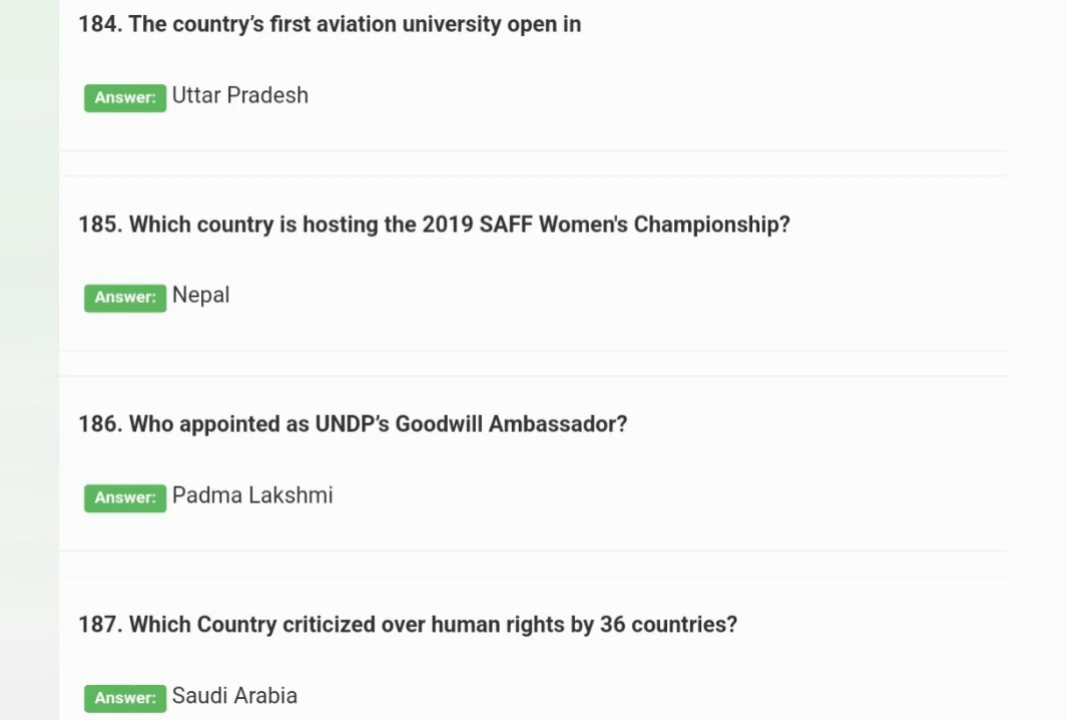 184. The country’s first aviation university open in
Answer: Uttar Pradesh
185. Which country is hosting the 2019 SAFF Women's Championship?
Answer: Nepal
186. Who appointed as UNDP’s Goodwill Ambassador?
Answer: Padma Lakshmi
187. Which Country criticized over human rights by 36 countries?
Answer: Saudi Arabia